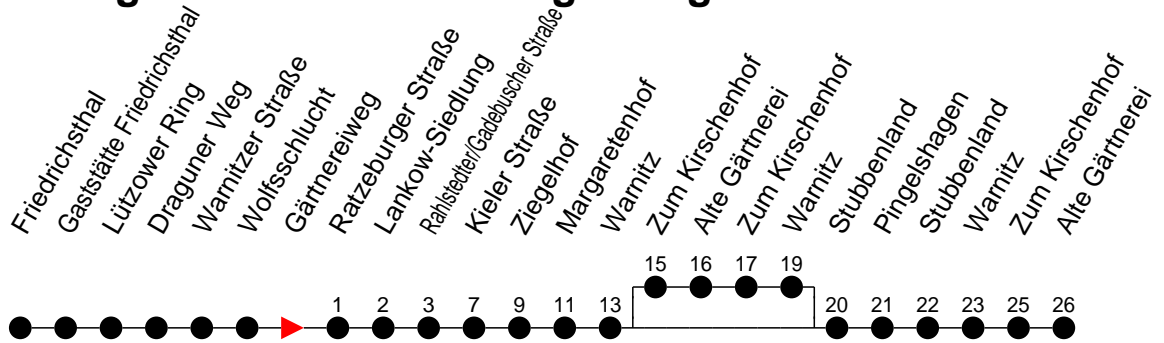 Friedrichsthal
Gaststätte Friedrichsthal
Lützower Ring
Draguner Weg
Warnitzer Straße
Wolfsschlucht
Gärtnereiweg
Ratzeburger Straße
Lankow-Siedlung
Rahlstedter/Gadebuscher Straße
Kieler Straße
Ziegelhof
Margaretenhof
Warnitz
Zum Kirschenhof
Alte Gärtnerei
Zum Kirschenhof
Warnitz
Stubbenland
Pingelshagen
Stubbenland
Warnitz
Zum Kirschenhof
Alte Gärtnerei
15 16 17 19
1 2 3 7 9 11 13 20 21 22 23 25 26